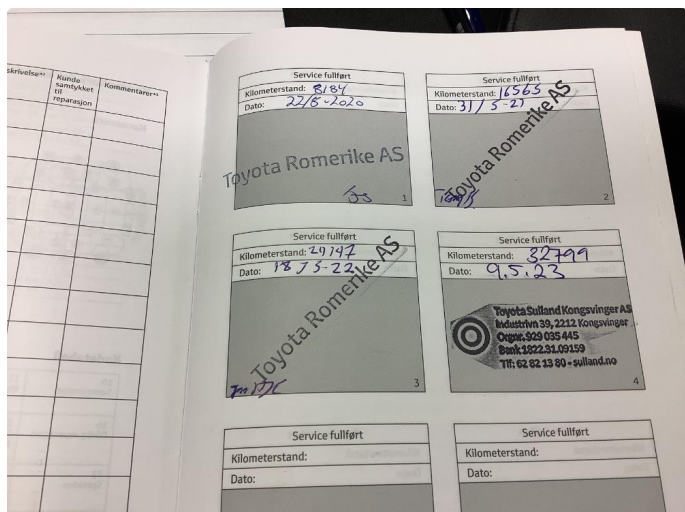 skrivelse*²
Kunde
samtykket
til
reparasjon
Kommentarer*³
Service fullført
Kilometerstand: 8184
Dato: 22/6-2020
Toyota Romerike AS
1
Service fullført
Kilometerstand: 16565
Dato: 31/5-21
Toyota Romerike AS
2
Service fullført
Kilometerstand:
Dato: 18/5-22
Toyota Romerike AS
3
Service fullført
Kilometerstand: 32799
Dato: 9.5.23
Toyota Sulland Kongsvinger AS
Industrivn 39, 2212 Kongsvinger
Orgnr. 929 035 445
Bank 1822.31.09159
Tlf: 62 82 13 80 - sulland.no
4
Service fullført
Kilometerstand:
Dato:
Service fullført
Kilometerstand:
Dato: